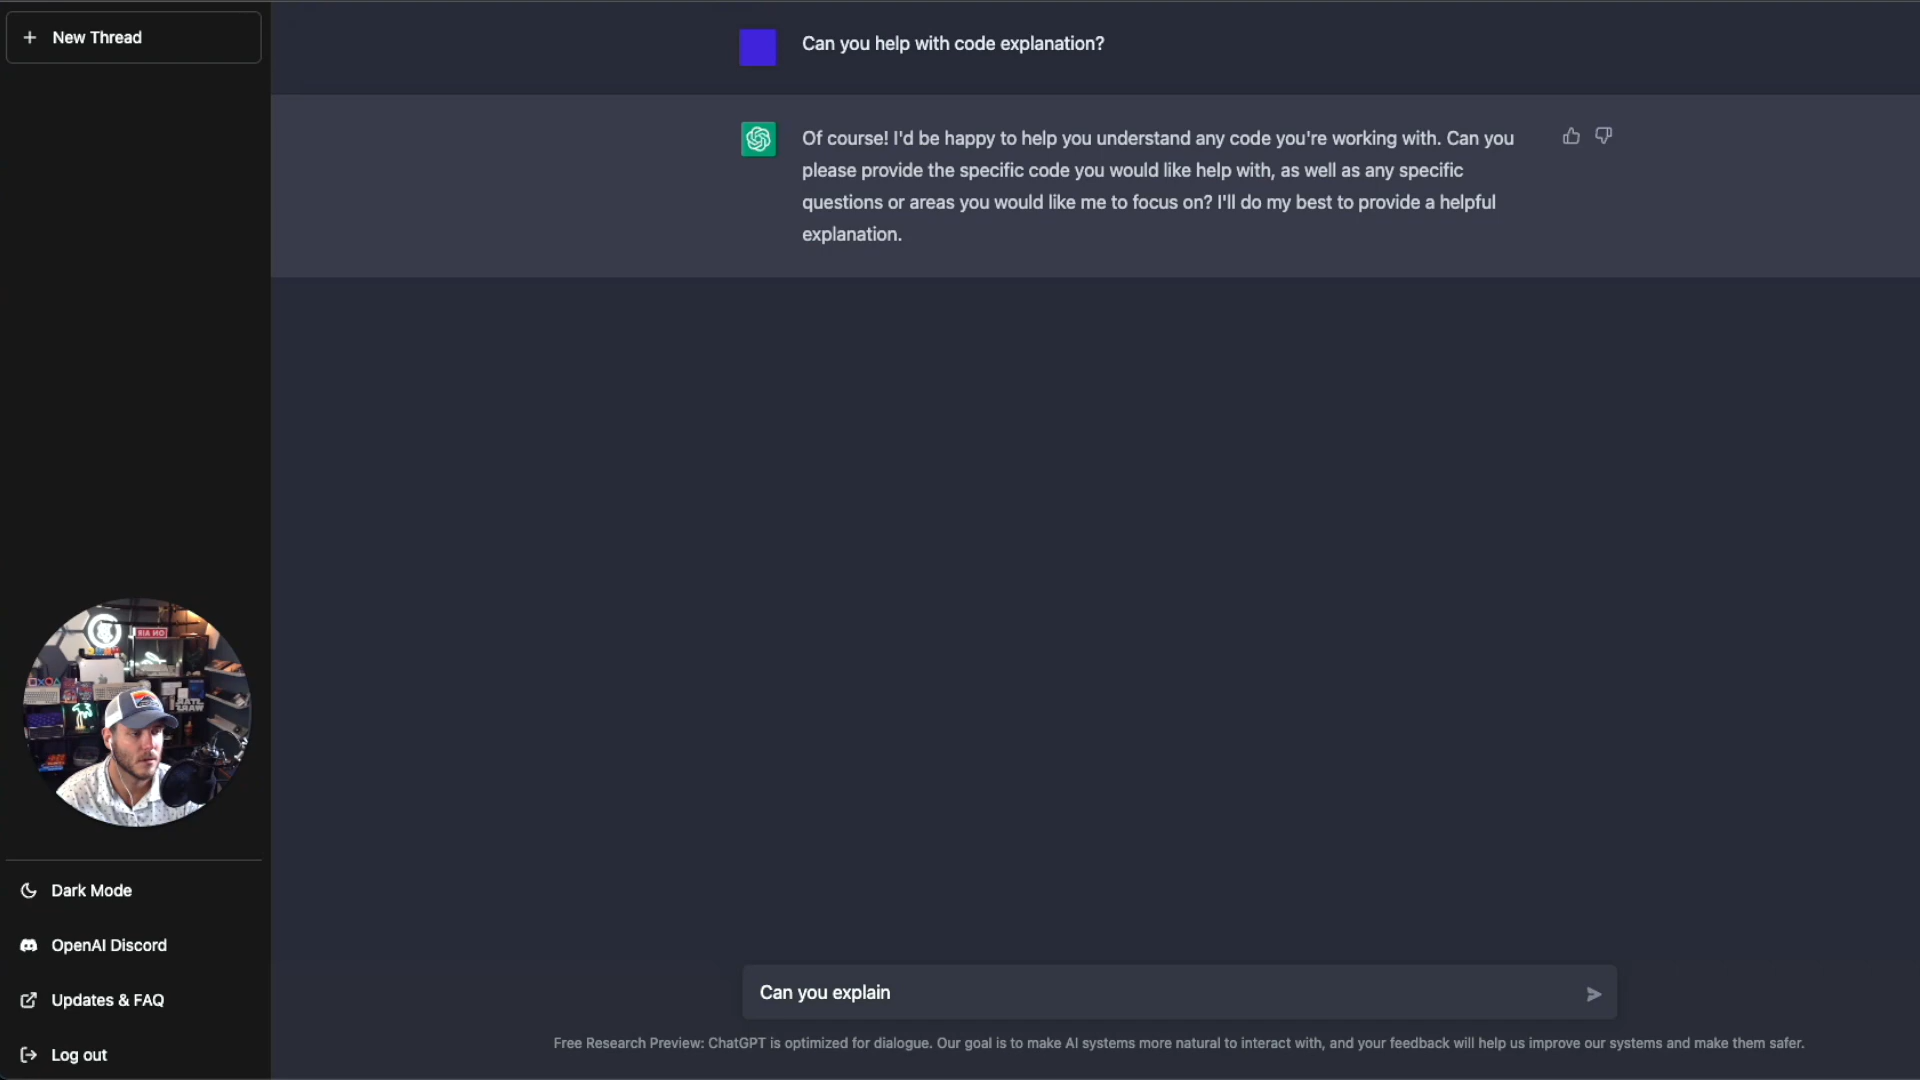 New Thread
Can you help with code explanation?
Of course! I'd be happy to help you understand any code you're working with. Can you
please provide the specific code you would like help with, as well as any specific
questions or areas you would like me to focus on? I'll do my best to provide a helpful
explanation.
Dark Mode
OpenAI Discord
Updates & FAQ
Log out
Can you explain
Free Research Preview: ChatGPT is optimized for dialogue. Our goal is to make AI systems more natural to interact with, and your feedback will help us improve our systems and make them safer.